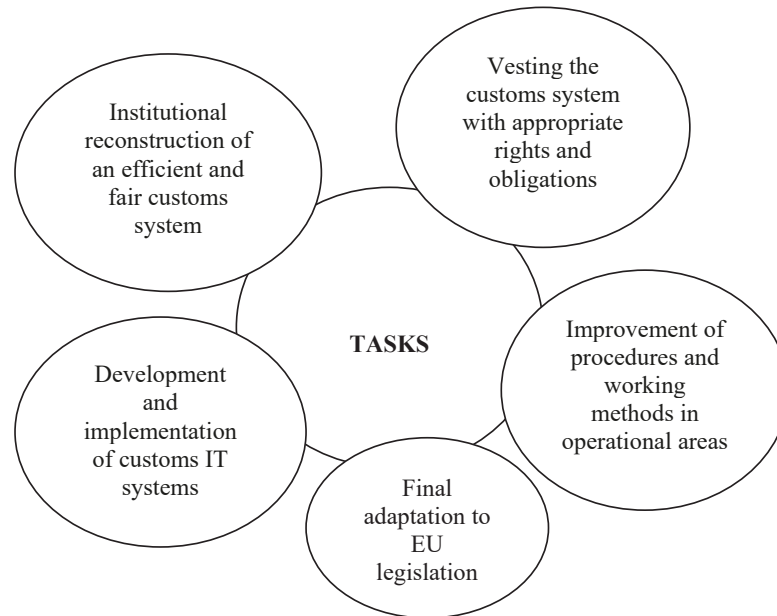 Institutional
reconstruction of
an efficient and
fair customs
system
Vesting the
customs system
with appropriate
rights and
obligations
TASKS
Improvement of
procedures and
working
methods in
operational areas
Development
and
implementation
of customs IT
systems
Final
adaptation to
EU
legislation